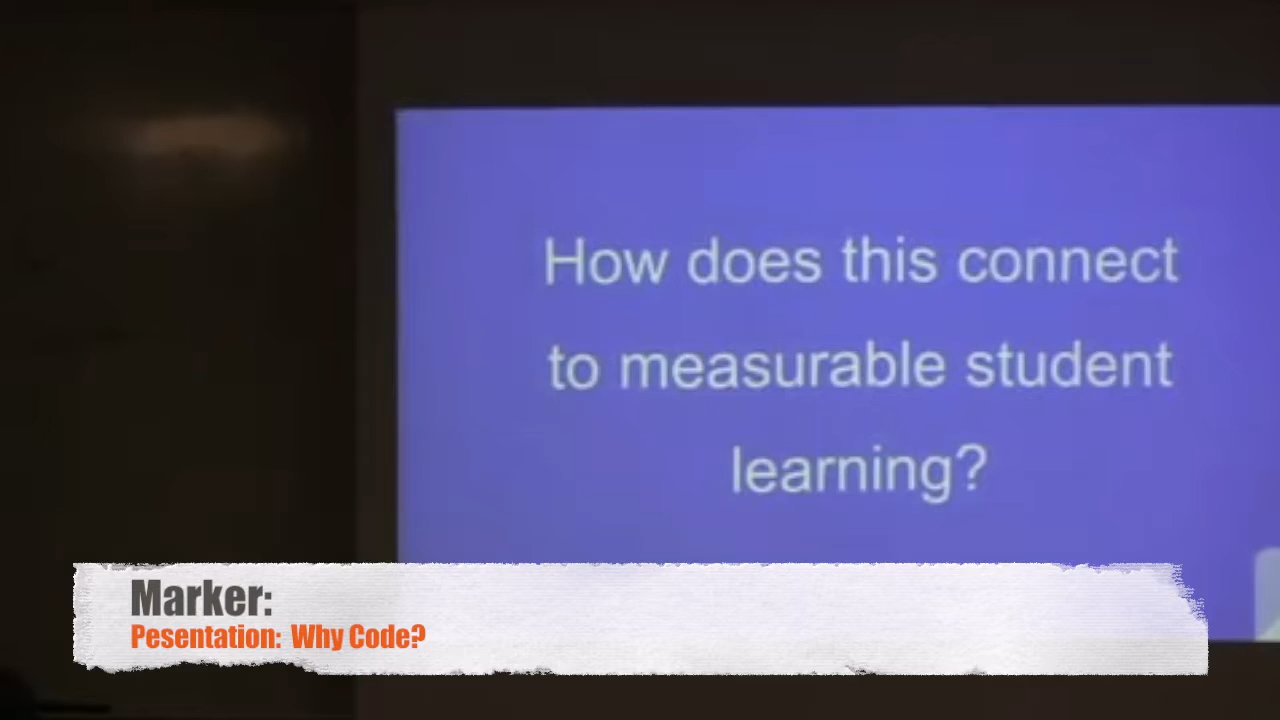 How does this connect
to measurable student
learning?
Marker:
Pesentation: Why Code?